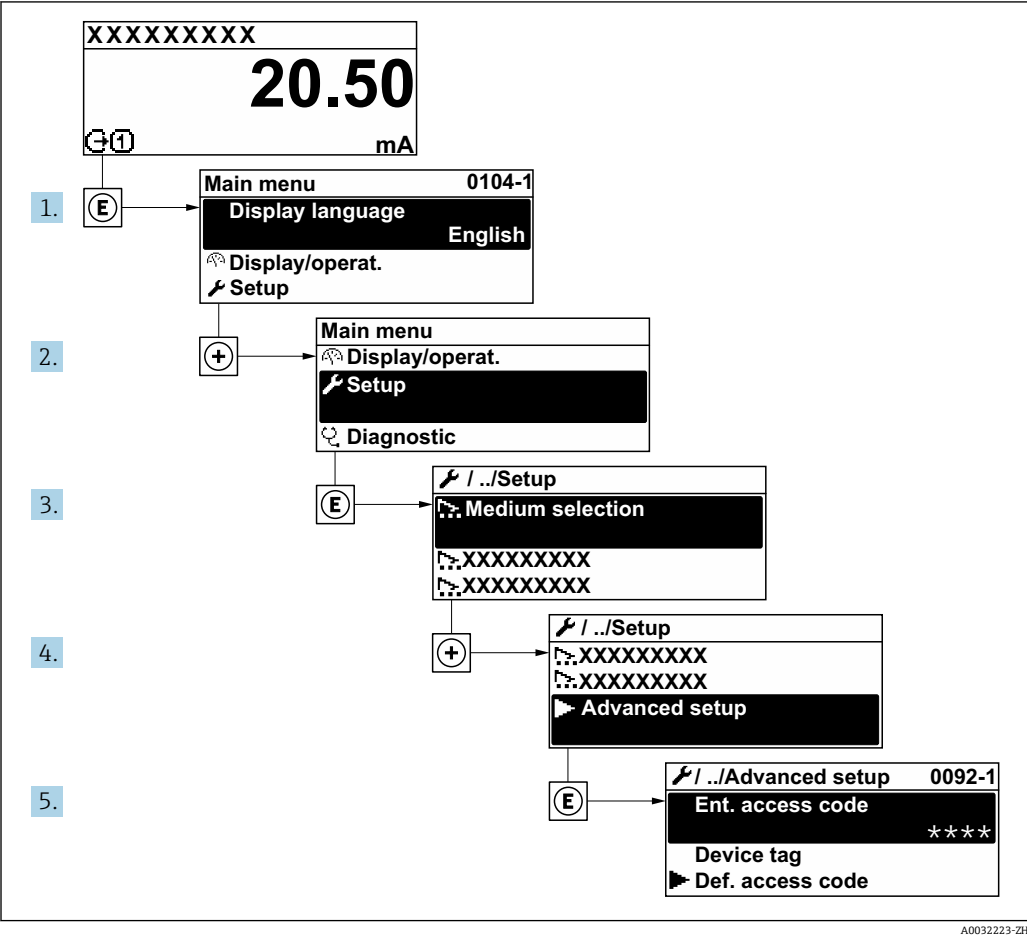 XXXXXXXXX
20.50
1 mA
1. E Main menu 0104-1
Display language
English
Display/operat.
Setup
2. + Main menu
Display/operat.
Setup
Diagnostic
3. E / ../Setup
Medium selection
XXXXXXXXX
XXXXXXXXX
4. + / ../Setup
XXXXXXXXX
XXXXXXXXX
Advanced setup
5. E / ../Advanced setup 0092-1
Ent. access code
****
Device tag
Def. access code
A0032223-ZH